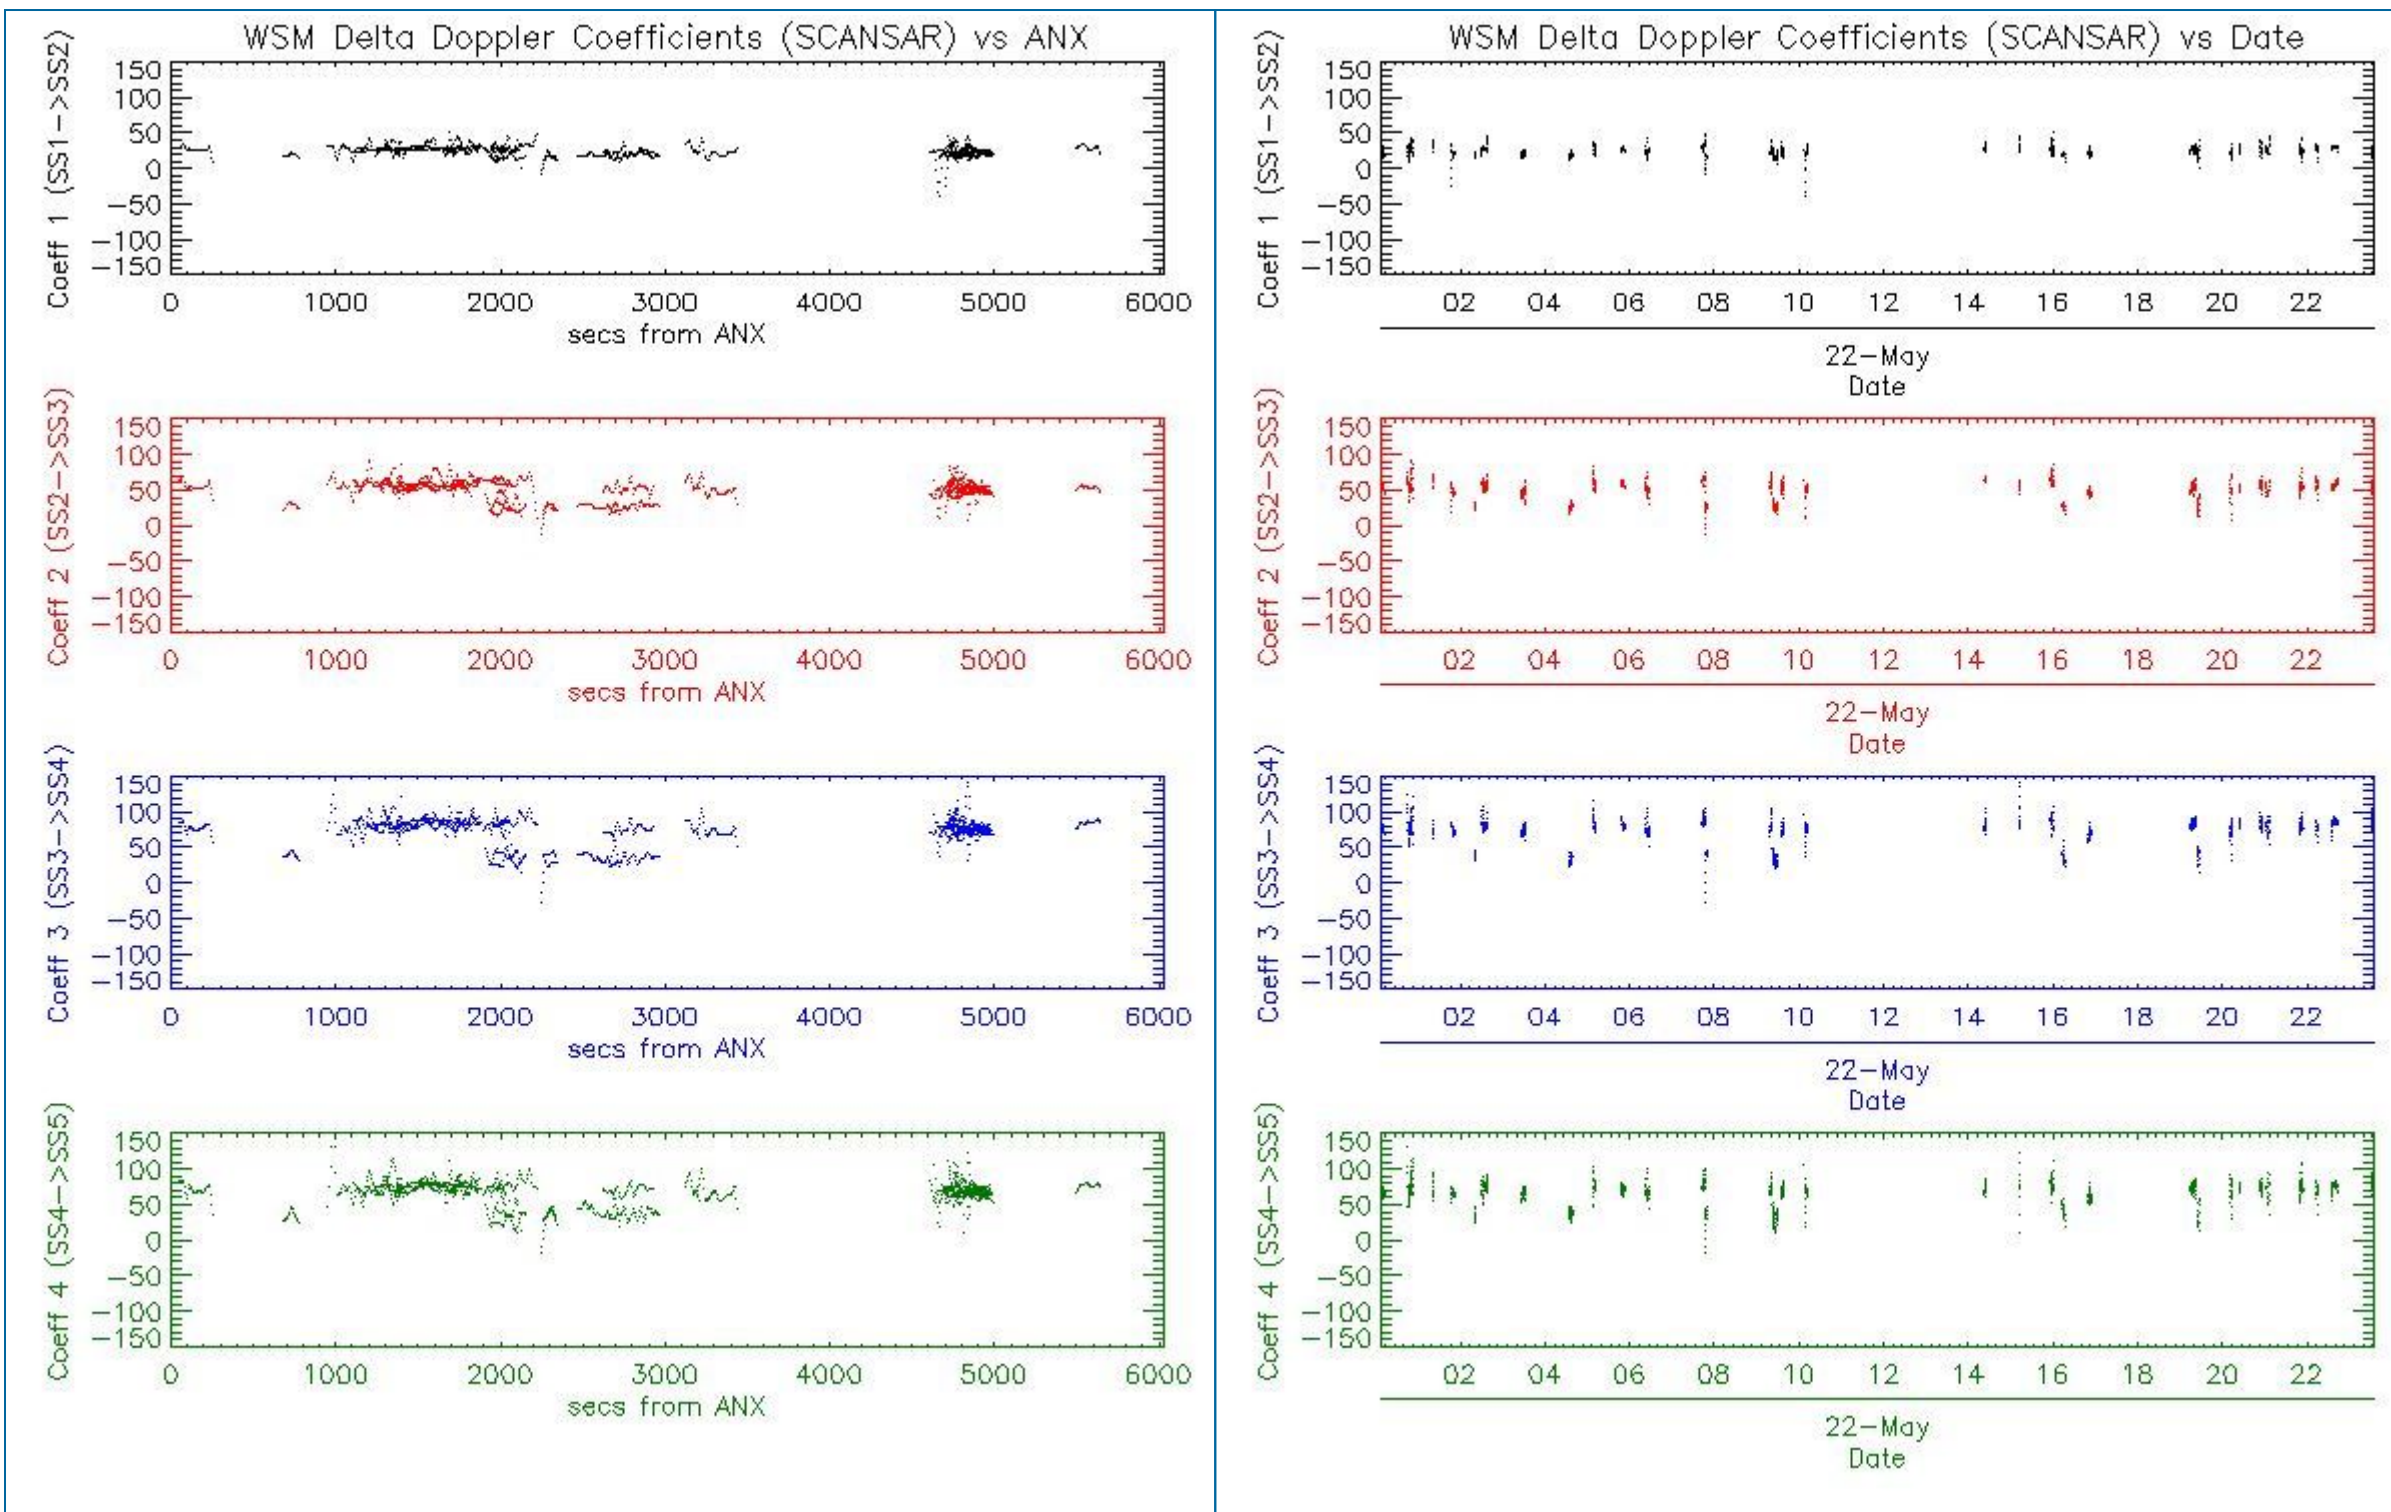 WSM Delta Doppler Coefficients (SCANSAR) vs ANX
Coeff 1 (SS1->SS2)
150
100
50
0
-50
-100
-150
0 1000 2000 3000 4000 5000 6000
secs from ANX
Coeff 2 (SS2->SS3)
150
100
50
0
-50
-100
-150
0 1000 2000 3000 4000 5000 6000
secs from ANX
Coeff 3 (SS3->SS4)
150
100
50
0
-50
-100
-150
0 1000 2000 3000 4000 5000 6000
secs from ANX
Coeff 4 (SS4->SS5)
150
100
50
0
-50
-100
-150
0 1000 2000 3000 4000 5000 6000
secs from ANX
WSM Delta Doppler Coefficients (SCANSAR) vs Date
Coeff 1 (SS1->SS2)
150
100
50
0
-50
-100
-150
02 04 06 08 10 12 14 16 18 20 22
22-May
Date
Coeff 2 (SS2->SS3)
150
100
50
0
-50
-100
-150
02 04 06 08 10 12 14 16 18 20 22
22-May
Date
Coeff 3 (SS3->SS4)
150
100
50
0
-50
-100
-150
02 04 06 08 10 12 14 16 18 20 22
22-May
Date
Coeff 4 (SS4->SS5)
150
100
50
0
-50
-100
-150
02 04 06 08 10 12 14 16 18 20 22
22-May
Date